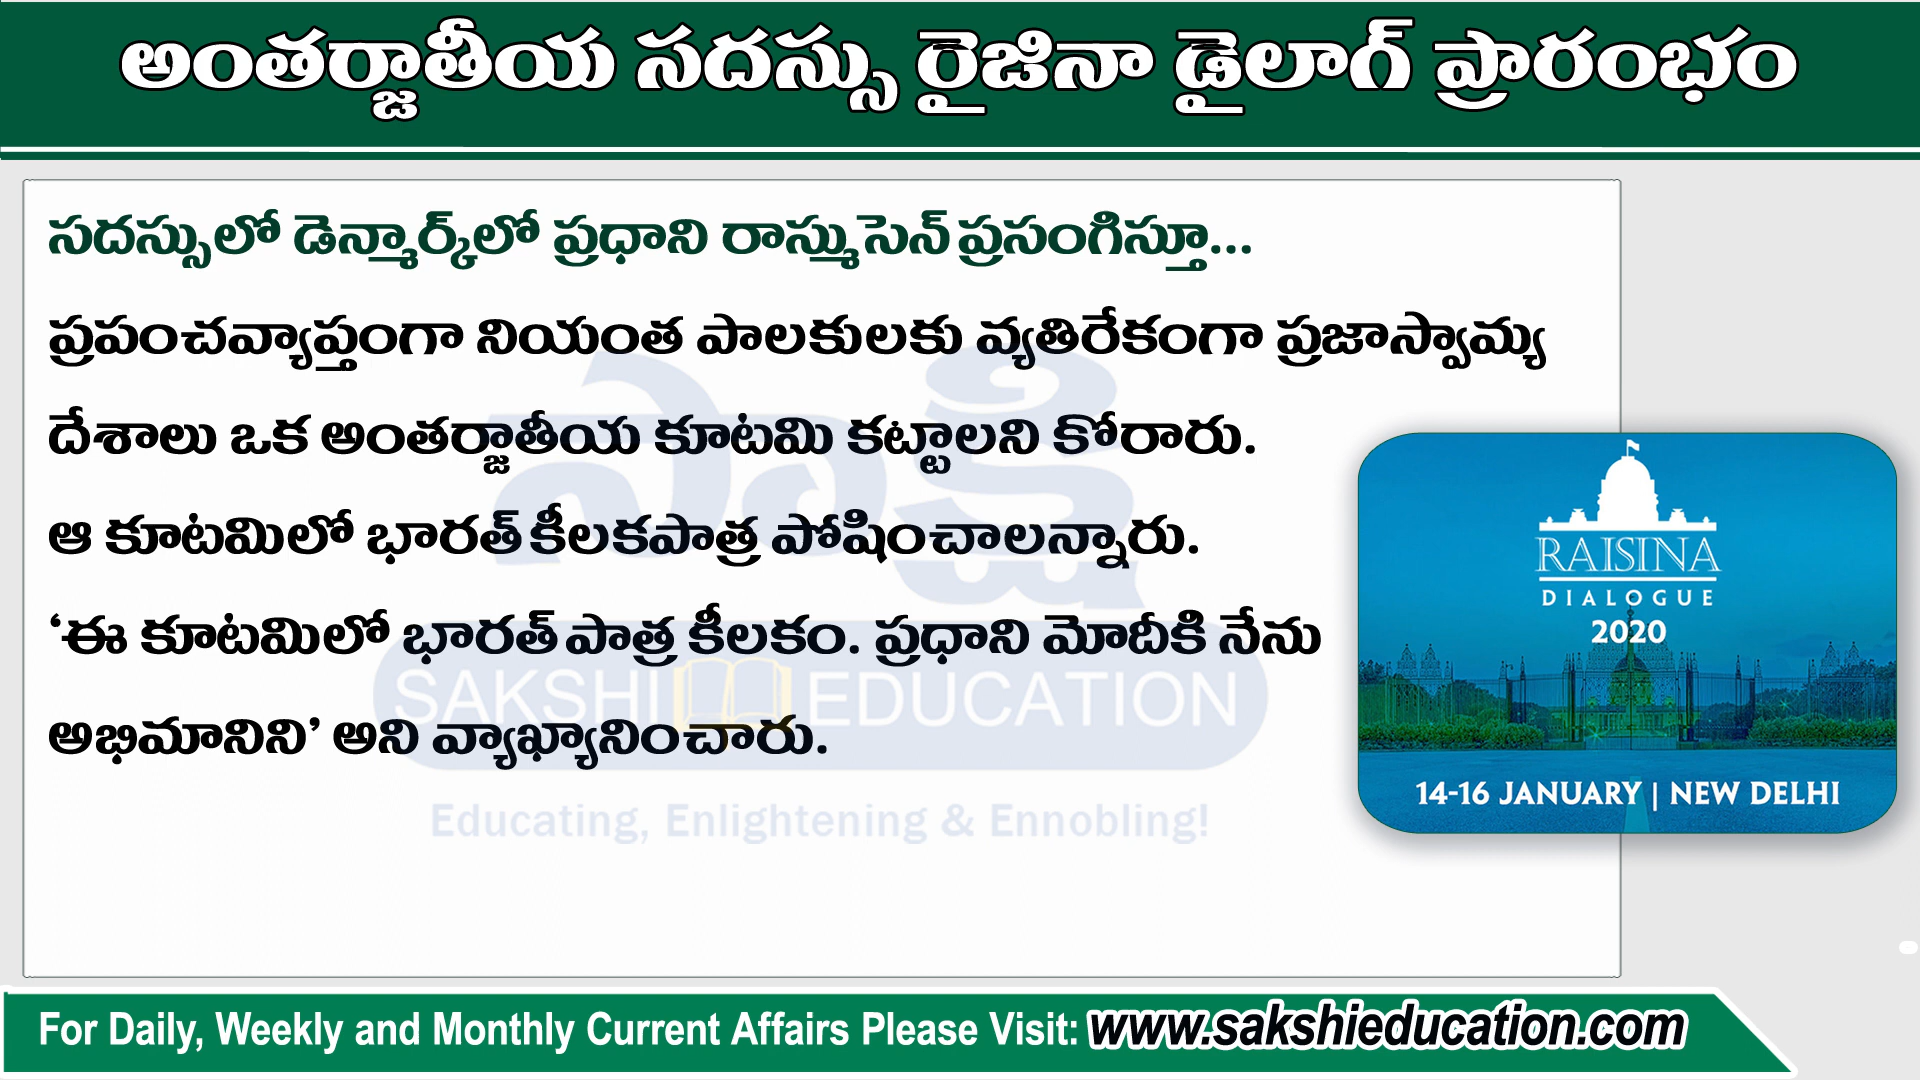 అంతర్జాతీయ సదస్సు రైజినా డైలాగ్ ప్రారంభం
సదస్సులో డెన్మార్క్‌లో ప్రధాని రాస్ముసెన్ ప్రసంగిస్తూ...
ప్రపంచవ్యాప్తంగా నియంత పాలకులకు వ్యతిరేకంగా ప్రజాస్వామ్య
దేశాలు ఒక అంతర్జాతీయ కూటమి కట్టాలని కోరారు.
ఆ కూటమిలో భారత్ కీలకపాత్ర పోషించాలన్నారు.
‘ఈ కూటమిలో భారత్ పాత్ర కీలకం. ప్రధాని మోదీకి నేను
అభిమానిని’ అని వ్యాఖ్యానించారు.
సాక్షి
SAKSHI EDUCATION
Educating, Enlightening & Ennobling!
RAISINA
DIALOGUE
2020
14-16 JANUARY | NEW DELHI
For Daily, Weekly and Monthly Current Affairs Please Visit: www.sakshieducation.com